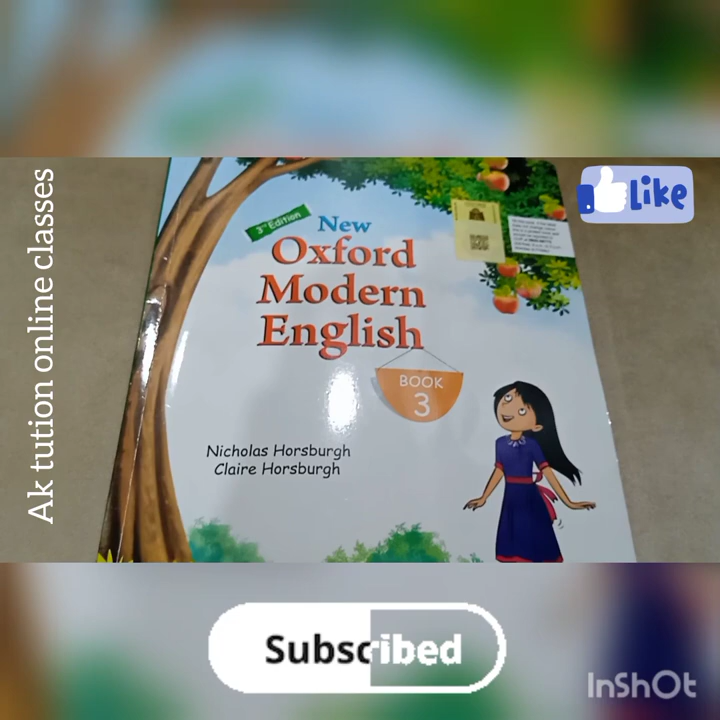 Ak tution online classes
Like
3rd Edition
New
Oxford
Modern
English
BOOK
3
Nicholas Horsburgh
Claire Horsburgh
Subscribed
InShOt